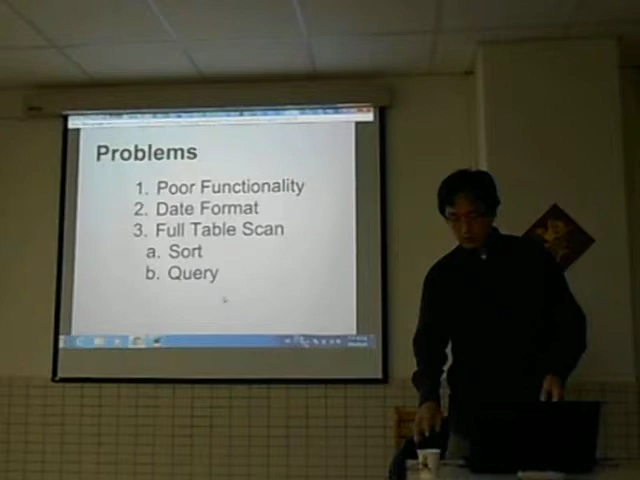 Problems
1. Poor Functionality
2. Date Format
3. Full Table Scan
a. Sort
b. Query